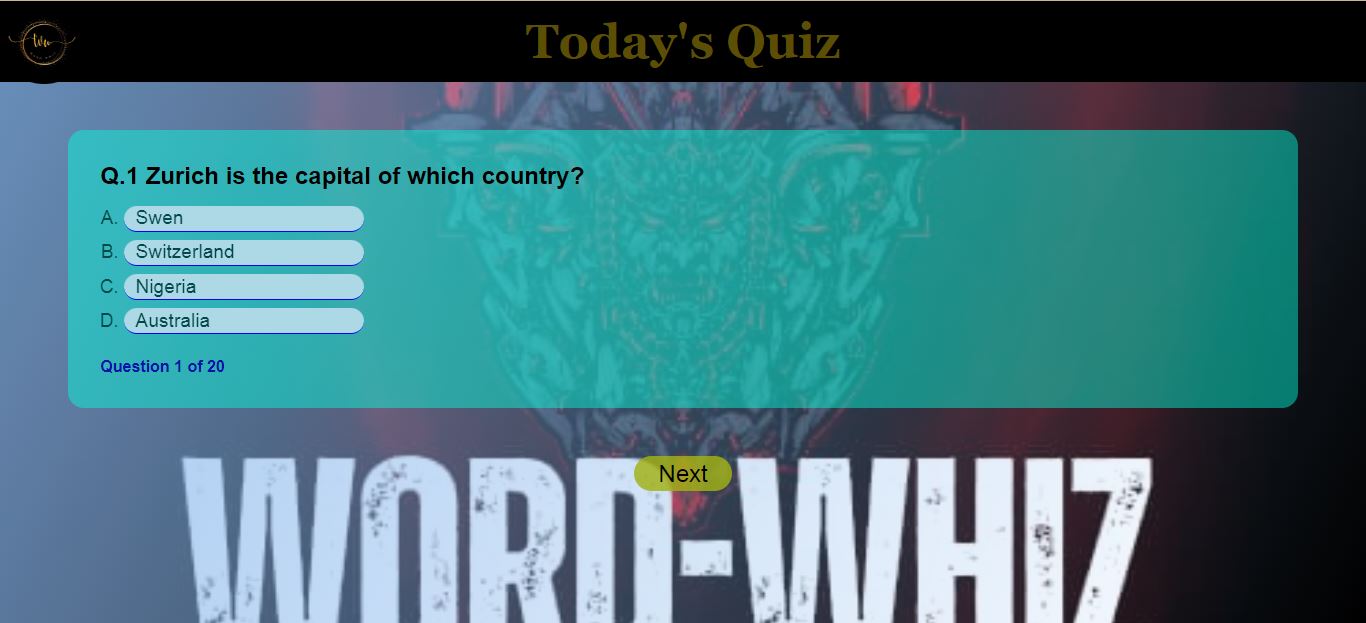 Today's Quiz
Q.1 Zurich is the capital of which country?
A. Swen
B. Switzerland
C. Nigeria
D. Australia
Question 1 of 20
Next
WORD-WHIZ